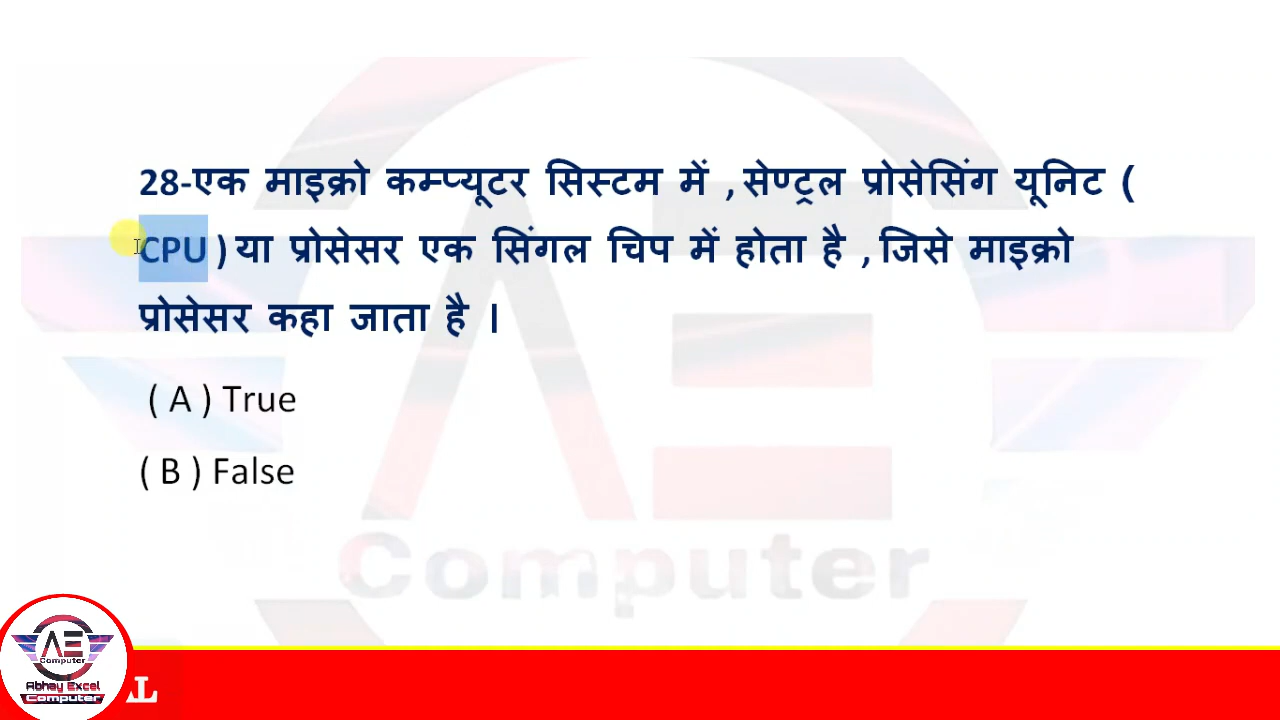 28-एक माइक्रो कम्प्यूटर सिस्टम में , सेण्ट्रल प्रोसेसिंग यूनिट (
CPU ) या प्रोसेसर एक सिंगल चिप में होता है , जिसे माइक्रो
प्रोसेसर कहा जाता है ।
( A ) True
( B ) False
Computer
AE
Computer
Abhay Excel
Computer